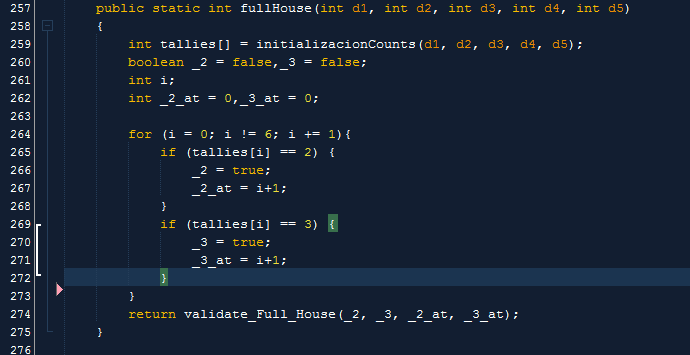 257 public static int fullHouse(int d1, int d2, int d3, int d4, int d5)
258 {
259 int tallies[] = initializacionCounts(d1, d2, d3, d4, d5);
260 boolean _2 = false,_3 = false;
261 int i;
262 int _2_at = 0,_3_at = 0;
263
264 for (i = 0; i != 6; i += 1){
265 if (tallies[i] == 2) {
266 _2 = true;
267 _2_at = i+1;
268 }
269 if (tallies[i] == 3) {
270 _3 = true;
271 _3_at = i+1;
272 }
273 }
274 return validate_Full_House(_2, _3, _2_at, _3_at);
275 }
276